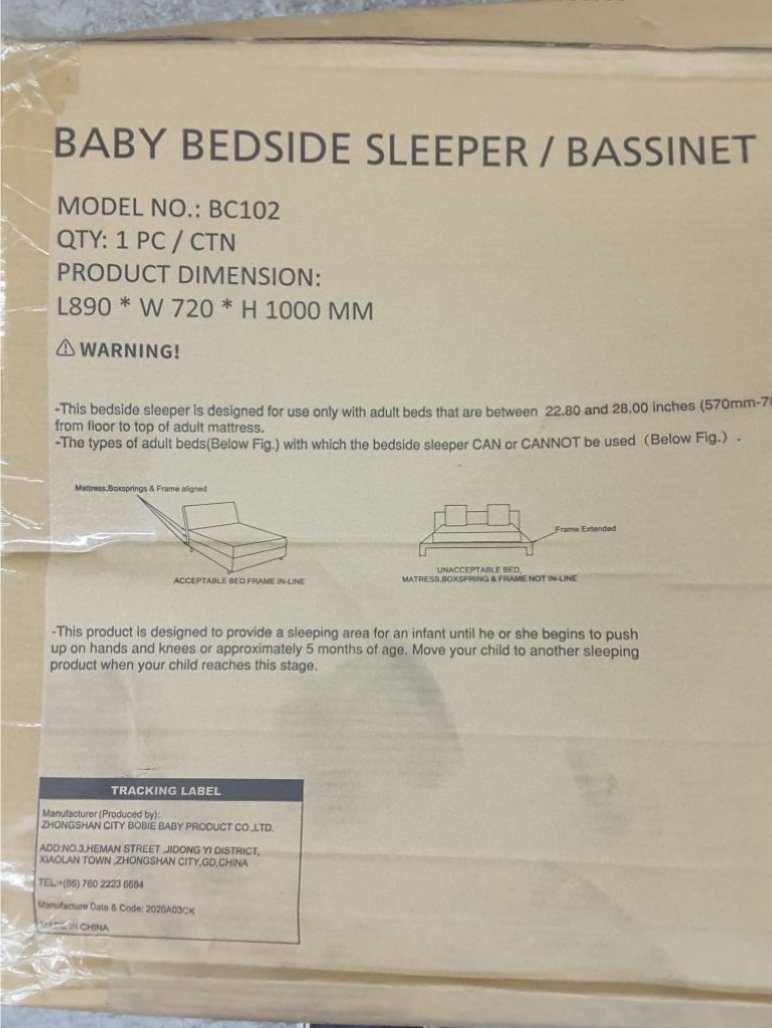 BABY BEDSIDE SLEEPER / BASSINET
MODEL NO.: BC102
QTY: 1 PC / CTN
PRODUCT DIMENSION:
L890 * W 720 * H 1000 MM
⚠ WARNING!
-This bedside sleeper is designed for use only with adult beds that are between 22.80 and 28.00 inches (570mm-7
from floor to top of adult mattress.
-The types of adult beds(Below Fig.) with which the bedside sleeper CAN or CANNOT be used (Below Fig.) .
Mattress,Boxsprings & Frame aligned
ACCEPTABLE BED FRAME IN-LINE
Frame Extended
UNACCEPTABLE BED,
MATRESS,BOXSPRING & FRAME NOT IN-LINE
-This product is designed to provide a sleeping area for an infant until he or she begins to push
up on hands and knees or approximately 5 months of age. Move your child to another sleeping
product when your child reaches this stage.
TRACKING LABEL
Manufacturer (Produced by):
ZHONGSHAN CITY BOBIE BABY PRODUCT CO.,LTD.
ADD:NO.3,HEMAN STREET ,JIDONG YI DISTRICT,
XIAOLAN TOWN ,ZHONGSHAN CITY,GD,CHINA
TEL:+(86) 760 2223 6684
Manufacture Date & Code: 2020A03CK
IN CHINA